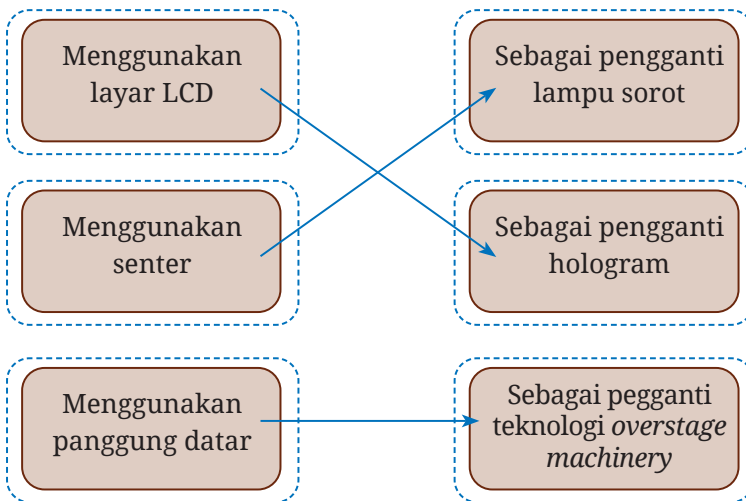 Menggunakan
layar LCD
Sebagai pengganti
lampu sorot
Menggunakan
senter
Sebagai pengganti
hologram
Menggunakan
panggung datar
Sebagai pegganti
teknologi overstage
machinery